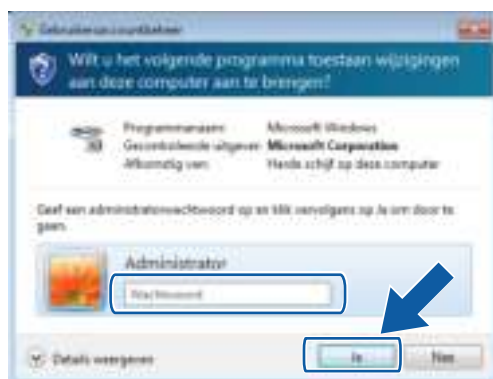 Gebruikersaccountbeheer
Wilt u het volgende programma toestaan wijzigingen
aan deze computer aan te brengen?
Programmanaam: Microsoft Windows
Gecontroleerde uitgever: Microsoft Corporation
Afkomstig van: Harde schijf op deze computer
Geef een administratorwachtwoord op en klik vervolgens op Ja om door te
gaan.
Administrator
Wachtwoord
Details weergeven
Ja
Nee